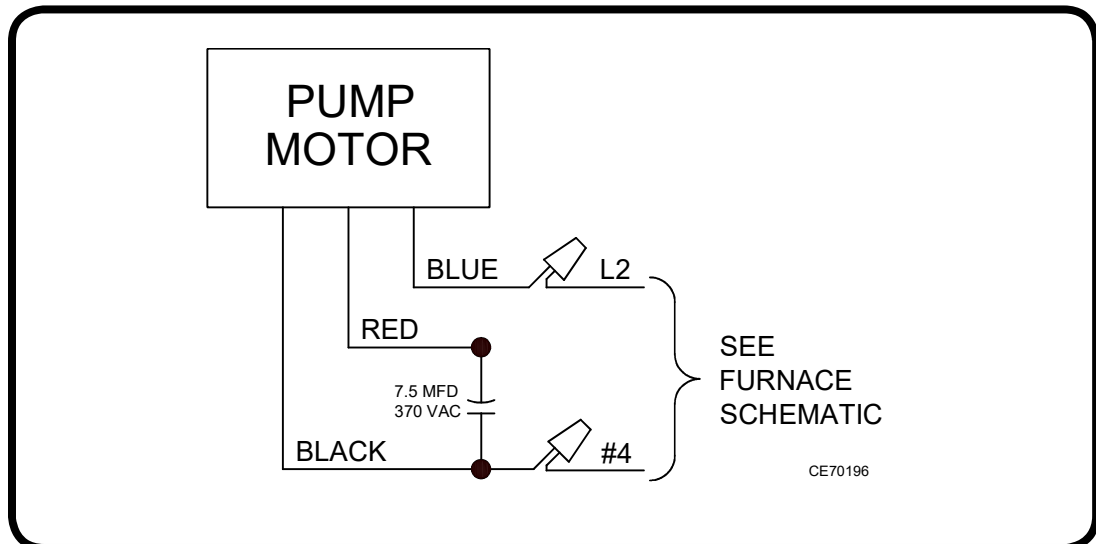 PUMP
MOTOR
BLUE
L2
RED
7.5 MFD
370 VAC
BLACK
#4
SEE
FURNACE
SCHEMATIC
CE70196